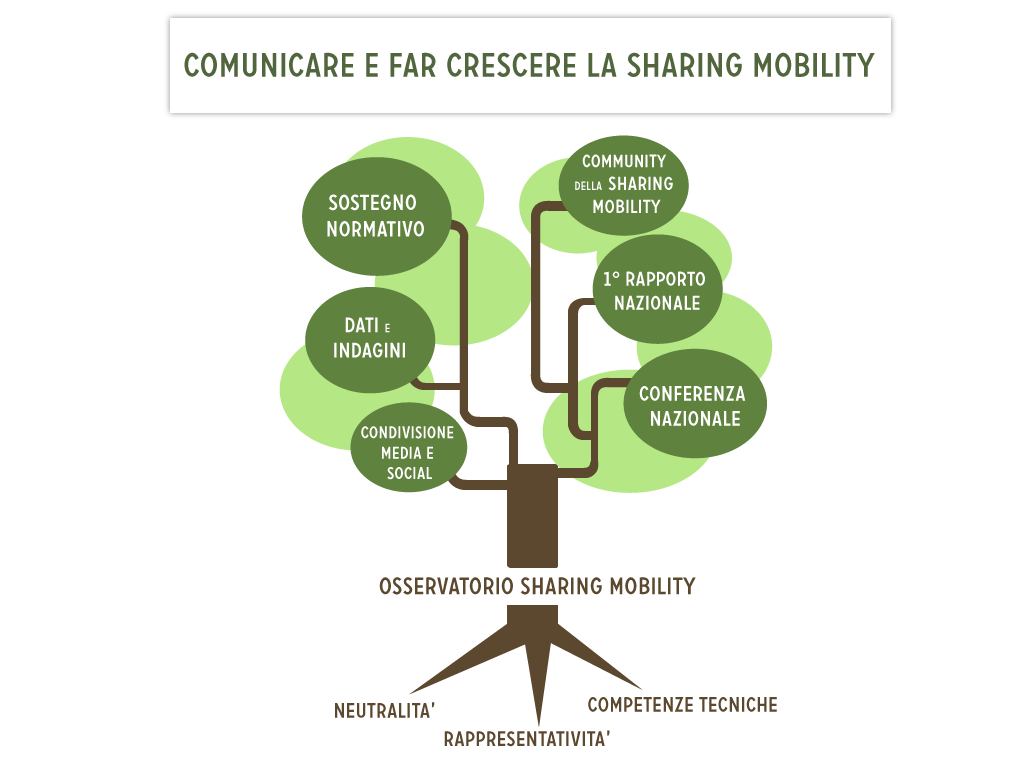 COMUNICARE E FAR CRESCERE LA SHARING MOBILITY
SOSTEGNO
NORMATIVO
DATI E
INDAGINI
CONDIVISIONE
MEDIA E
SOCIAL
COMMUNITY
DELLA SHARING
MOBILITY
1° RAPPORTO
NAZIONALE
CONFERENZA
NAZIONALE
OSSERVATORIO SHARING MOBILITY
NEUTRALITA'
RAPPRESENTATIVITA'
COMPETENZE TECNICHE